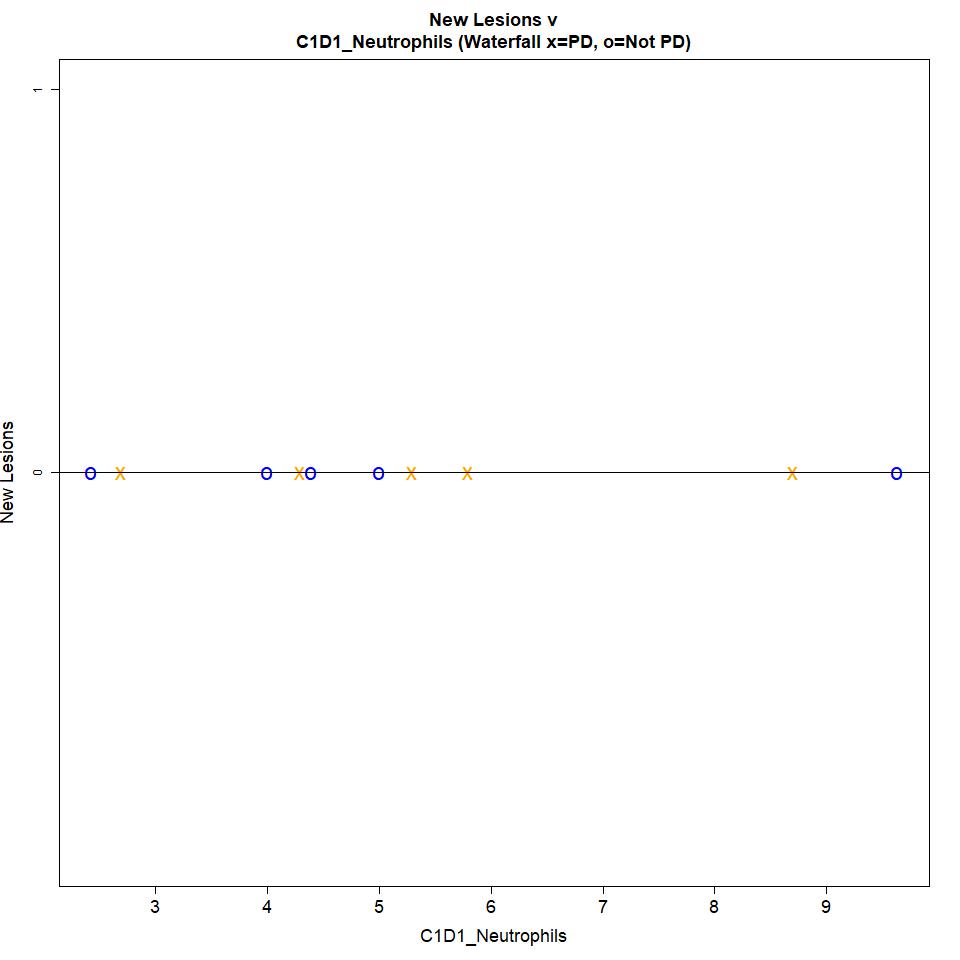 New Lesions v
C1D1_Neutrophils (Waterfall x=PD, o=Not PD)
1
0
New Lesions
o x o x o o x x x o
3 4 5 6 7 8 9
C1D1_Neutrophils